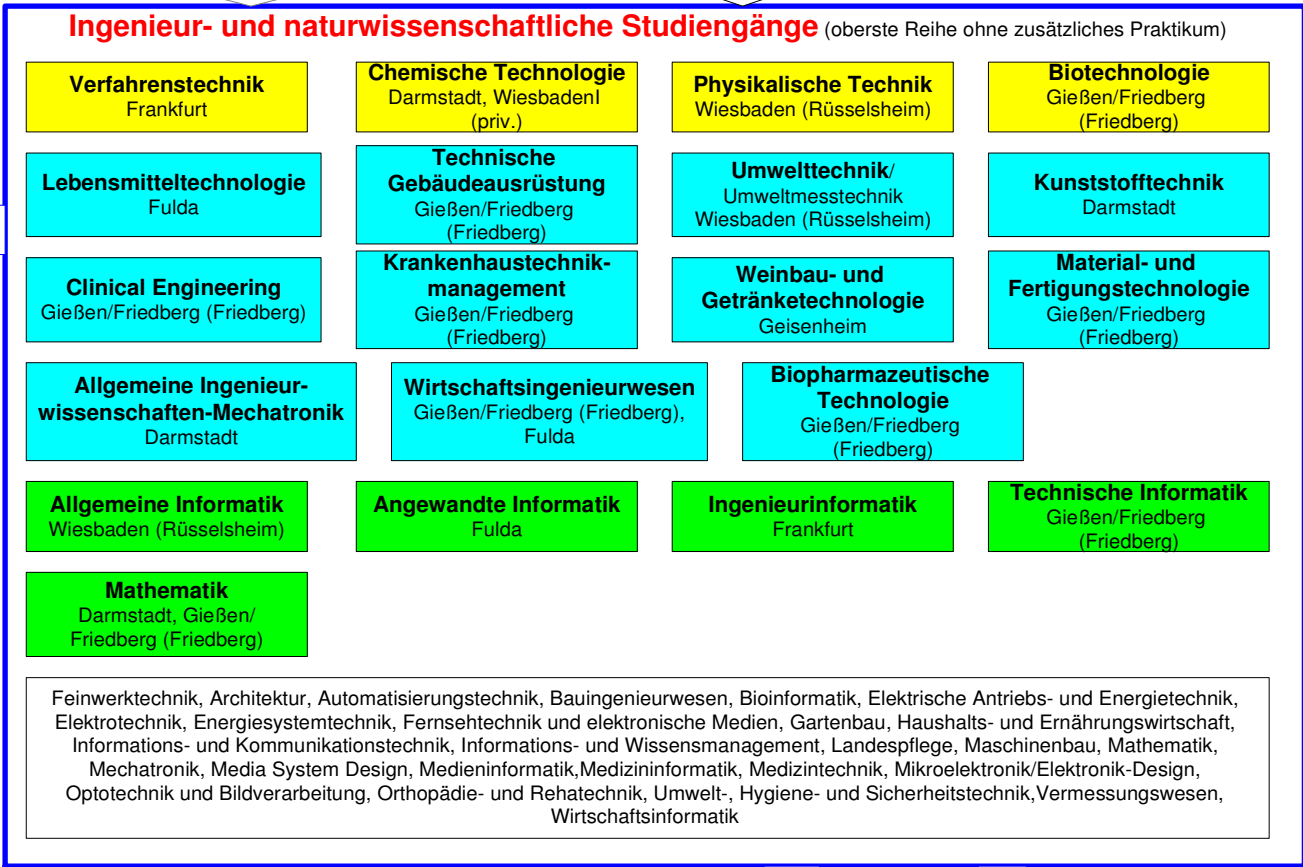 Ingenieur- und naturwissenschaftliche Studiengänge (oberste Reihe ohne zusätzliches Praktikum)
Verfahrenstechnik
Frankfurt
Chemische Technologie
Darmstadt, WiesbadenI
(priv.)
Physikalische Technik
Wiesbaden (Rüsselsheim)
Biotechnologie
Gießen/Friedberg
(Friedberg)
Lebensmitteltechnologie
Fulda
Technische
Gebäudeausrüstung
Gießen/Friedberg
(Friedberg)
Umwelttechnik/
Umweltmesstechnik
Wiesbaden (Rüsselsheim)
Kunststofftechnik
Darmstadt
Clinical Engineering
Gießen/Friedberg (Friedberg)
Krankenhaustechnik-
management
Gießen/Friedberg
(Friedberg)
Weinbau- und
Getränketechnologie
Geisenheim
Material- und
Fertigungstechnologie
Gießen/Friedberg
(Friedberg)
Allgemeine Ingenieur-
wissenschaften-Mechatronik
Darmstadt
Wirtschaftsingenieurwesen
Gießen/Friedberg (Friedberg),
Fulda
Biopharmazeutische
Technologie
Gießen/Friedberg
(Friedberg)
Allgemeine Informatik
Wiesbaden (Rüsselsheim)
Angewandte Informatik
Fulda
Ingenieurinformatik
Frankfurt
Technische Informatik
Gießen/Friedberg
(Friedberg)
Mathematik
Darmstadt, Gießen/
Friedberg (Friedberg)
Feinwerktechnik, Architektur, Automatisierungstechnik, Bauingenieurwesen, Bioinformatik, Elektrische Antriebs- und Energietechnik,
Elektrotechnik, Energiesystemtechnik, Fernsehtechnik und elektronische Medien, Gartenbau, Haushalts- und Ernährungswirtschaft,
Informations- und Kommunikationstechnik, Informations- und Wissensmanagement, Landespflege, Maschinenbau, Mathematik,
Mechatronik, Media System Design, Medieninformatik,Medizininformatik, Medizintechnik, Mikroelektronik/Elektronik-Design,
Optotechnik und Bildverarbeitung, Orthopädie- und Rehatechnik, Umwelt-, Hygiene- und Sicherheitstechnik,Vermessungswesen,
Wirtschaftsinformatik